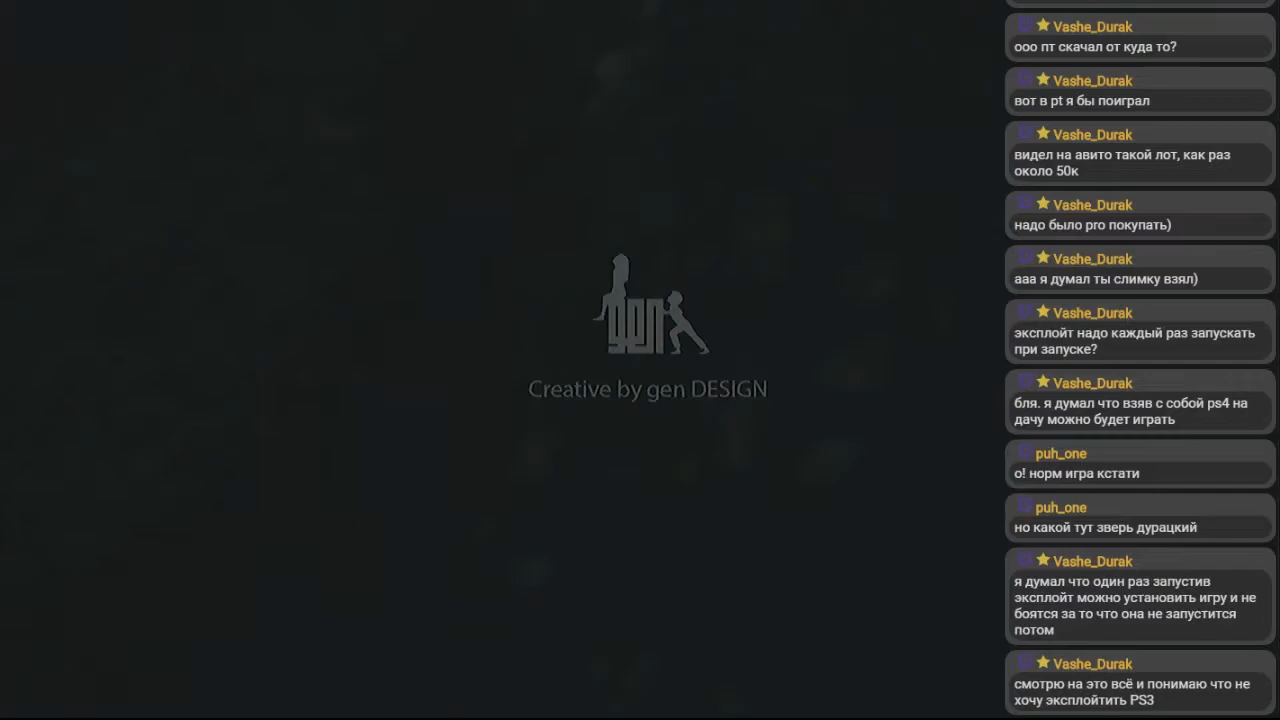 gen
Creative by gen DESIGN
Vashe_Durak
ооо пт скачал от куда то?
Vashe_Durak
вот в pt я бы поиграл
Vashe_Durak
видел на авито такой лот, как раз
около 50к
Vashe_Durak
надо было pro покупать)
Vashe_Durak
ааа я думал ты слимку взял)
Vashe_Durak
эксплойт надо каждый раз запускать
при запуске?
Vashe_Durak
бля. я думал что взяв с собой ps4 на
дачу можно будет играть
puh_one
о! норм игра кстати
puh_one
но какой тут зверь дурацкий
Vashe_Durak
я думал что один раз запустив
эксплойт можно установить игру и не
боятся за то что она не запустится
потом
Vashe_Durak
смотрю на это всё и понимаю что не
хочу эксплойтить PS3